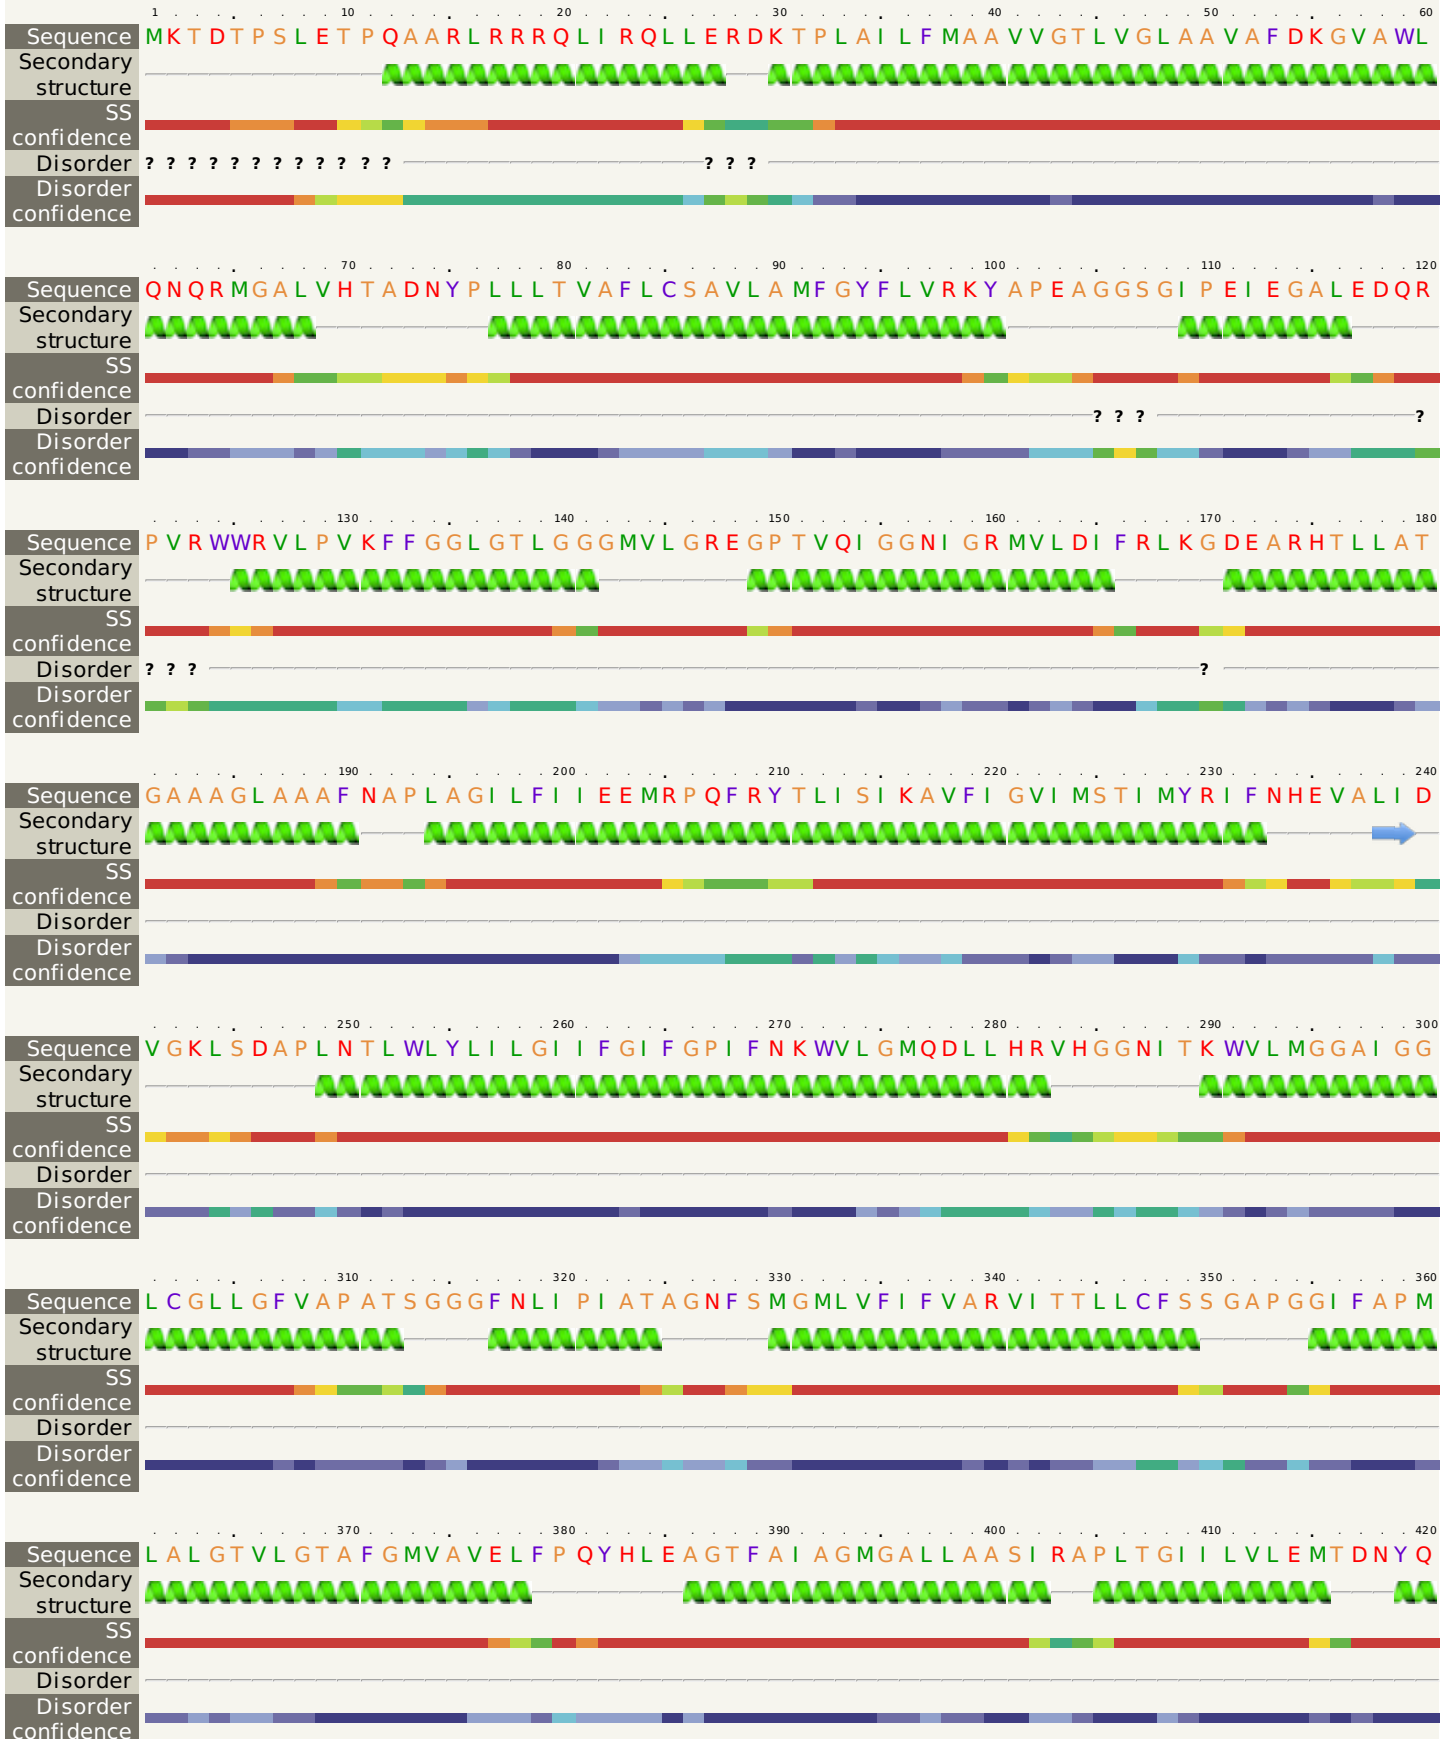 1 10 20 30 40 50 60
Sequence MKTDTPSLETPQAARLRRRQLIRQLLERDKTPLAILFMAAVVGTLVGLAAVAFDKGVAWL
Secondary
structure
SS
confidence
Disorder ? ? ? ? ? ? ? ? ? ? ? ? ? ? ?
Disorder
confidence
70 80 90 100 110 120
Sequence QNQRMGALVHTADNYPLLLTVAFLCSAVLAMFGYFLVRKYAPEAGGSGIPEIEGALEDQR
Secondary
structure
SS
confidence
Disorder ? ? ? ?
Disorder
confidence
130 140 150 160 170 180
Sequence PVRWWRVLPVKFFGGLGTLGGGMVLGREGPTVQIGGNIGRMVLDIFRLKGDEARHTLLAT
Secondary
structure
SS
confidence
Disorder ? ? ? ?
Disorder
confidence
190 200 210 220 230 240
Sequence GAAAGLAAAFNAPLAGILFIIEEMRPQFRYTLISIKAVFIGVIMSTIMYRIFNHEVALID
Secondary
structure
SS
confidence
Disorder
Disorder
confidence
250 260 270 280 290 300
Sequence VGKLSDAPLNTLWLYLILGIIFGIFGPIFNKWVLGMQDLLHRVHGGNITKWVLMGGAIGG
Secondary
structure
SS
confidence
Disorder
Disorder
confidence
310 320 330 340 350 360
Sequence LCGLLGFVAPATSGGGFNLIPIATAGNFSMGMLVFIFVARVITTLLCFSSGAPGGIFAPM
Secondary
structure
SS
confidence
Disorder
Disorder
confidence
370 380 390 400 410 420
Sequence LALGTVLGTAFGMVAVELFPQYHLEAGTFAIAGMGALLAASIRAPLTGIILVLEMTDNYQ
Secondary
structure
SS
confidence
Disorder
Disorder
confidence